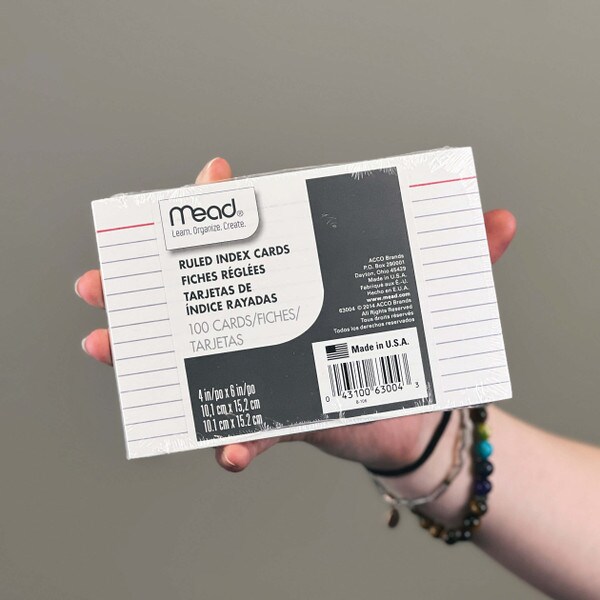 Mead®
Learn. Organize. Create.
RULED INDEX CARDS
FICHES RÉGLÉES
TARJETAS DE
ÍNDICE RAYADAS
100 CARDS/FICHES/
TARJETAS
4 in/po x 6 in/po
10,1 cm x 15,2 cm
10.1 cm x 15.2 cm
ACCO Brands
P.O. Box 290001
Dayton, Ohio 45429
Made in U.S.A.
Fabriqué aux É.-U.
Hecho en E.U.A.
www.mead.com
63004 © 2014 ACCO Brands
All Rights Reserved
Tous droits réservés
Todos los derechos reservados
Made in U.S.A.
0 43100 63004 3